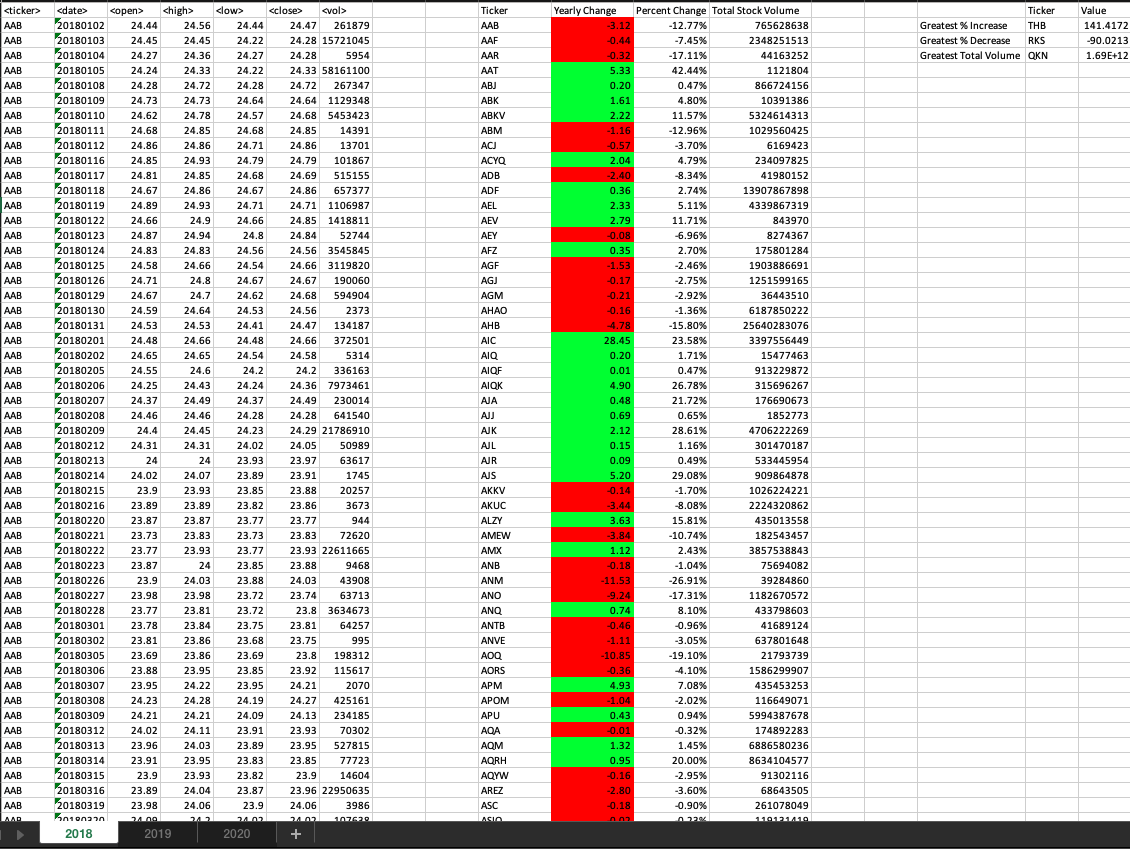 <ticker> <date> <open> <high> <low> <close> <vol> Ticker Yearly Change Percent Change Total Stock Volume Ticker Value
AAB 20180102 24.44 24.56 24.44 24.47 261879 AAB -3.12 -12.77% 765628638 Greatest % Increase THB 141.4172
AAB 20180103 24.45 24.45 24.22 24.28 15721045 AAF -0.44 -7.45% 2348251513 Greatest % Decrease RKS -90.0213
AAB 20180104 24.27 24.36 24.27 24.28 5954 AAR -0.32 -17.11% 44163252 Greatest Total Volume QKN 1.69E+12
AAB 20180105 24.24 24.33 24.22 24.33 58161100 AAT 5.33 42.44% 1121804
AAB 20180108 24.28 24.72 24.28 24.72 267347 ABJ 0.20 0.47% 866724156
AAB 20180109 24.73 24.73 24.64 24.64 1129348 ABK 1.61 4.80% 10391386
AAB 20180110 24.62 24.78 24.57 24.68 5453423 ABKV 2.22 11.57% 5324614313
AAB 20180111 24.68 24.85 24.68 24.85 14391 ABM -1.16 -12.96% 1029560425
AAB 20180112 24.86 24.86 24.71 24.86 13701 ACJ -0.57 -3.70% 6169423
AAB 20180116 24.85 24.93 24.79 24.79 101867 ACYQ 2.04 4.79% 234097825
AAB 20180117 24.81 24.85 24.68 24.69 515155 ADB -2.40 -8.34% 41980152
AAB 20180118 24.67 24.86 24.67 24.86 657377 ADF 0.36 2.74% 13907867898
AAB 20180119 24.89 24.93 24.71 24.71 1106987 AEL 2.33 5.11% 4339867319
AAB 20180122 24.66 24.9 24.66 24.85 1418811 AEV 2.79 11.71% 843970
AAB 20180123 24.87 24.94 24.8 24.84 52744 AEY -0.08 -6.96% 8274367
AAB 20180124 24.83 24.83 24.56 24.56 3545845 AFZ 0.35 2.70% 175801284
AAB 20180125 24.58 24.66 24.54 24.66 3119820 AGF -1.53 -2.46% 1903886691
AAB 20180126 24.71 24.8 24.67 24.67 190060 AGJ -0.17 -2.75% 1251599165
AAB 20180129 24.67 24.7 24.62 24.68 594904 AGM -0.21 -2.92% 36443510
AAB 20180130 24.59 24.64 24.53 24.56 2373 AHAO -0.16 -1.36% 6187850222
AAB 20180131 24.53 24.53 24.41 24.47 134187 AHB -4.78 -15.80% 25640283076
AAB 20180201 24.48 24.66 24.48 24.66 372501 AIC 28.45 23.58% 3397556449
AAB 20180202 24.65 24.65 24.54 24.58 5314 AIQ 0.20 1.71% 15477463
AAB 20180205 24.55 24.6 24.2 24.2 336163 AIQF 0.01 0.47% 913229872
AAB 20180206 24.25 24.43 24.24 24.36 7973461 AIQK 4.90 26.78% 315696267
AAB 20180207 24.37 24.49 24.37 24.49 230014 AJA 0.48 21.72% 176690673
AAB 20180208 24.46 24.46 24.28 24.28 641540 AJJ 0.69 0.65% 1852773
AAB 20180209 24.4 24.45 24.23 24.29 21786910 AJK 2.12 28.61% 4706222269
AAB 20180212 24.31 24.31 24.02 24.05 50989 AJL 0.15 1.16% 301470187
AAB 20180213 24 24 23.93 23.97 63617 AJR 0.09 0.49% 533445954
AAB 20180214 24.02 24.07 23.89 23.91 1745 AJS 5.20 29.08% 909864878
AAB 20180215 23.9 23.93 23.85 23.88 20257 AKKV -0.14 -1.70% 1026224221
AAB 20180216 23.89 23.89 23.82 23.86 3673 AKUC -3.44 -8.08% 2224320862
AAB 20180220 23.87 23.87 23.77 23.77 944 ALZY 3.63 15.81% 435013558
AAB 20180221 23.73 23.83 23.73 23.83 72620 AMEW -3.84 -10.74% 182543457
AAB 20180222 23.77 23.93 23.77 23.93 22611665 AMX 1.12 2.43% 3857538843
AAB 20180223 23.87 24 23.85 23.88 9468 ANB -0.18 -1.04% 75694082
AAB 20180226 23.9 24.03 23.88 24.03 43908 ANM -11.53 -26.91% 39284860
AAB 20180227 23.98 23.98 23.72 23.74 63713 ANO -9.24 -17.31% 1182670572
AAB 20180228 23.77 23.81 23.72 23.8 3634673 ANQ 0.74 8.10% 433798603
AAB 20180301 23.78 23.84 23.75 23.81 64257 ANTB -0.46 -0.96% 41689124
AAB 20180302 23.81 23.86 23.68 23.75 995 ANVE -1.11 -3.05% 637801648
AAB 20180305 23.69 23.86 23.69 23.8 198312 AOQ -10.85 -19.10% 21793739
AAB 20180306 23.88 23.95 23.85 23.92 115617 AORS -0.36 -4.10% 1586299907
AAB 20180307 23.95 24.22 23.95 24.21 2070 APM 4.93 7.08% 435453253
AAB 20180308 24.23 24.28 24.19 24.27 425161 APOM -1.04 -2.02% 116649071
AAB 20180309 24.21 24.21 24.09 24.13 234185 APU 0.43 0.94% 5994387678
AAB 20180312 24.02 24.11 23.91 23.93 70302 AQA -0.01 -0.32% 174892283
AAB 20180313 23.96 24.03 23.89 23.95 527815 AQM 1.32 1.45% 6886580236
AAB 20180314 23.91 23.95 23.83 23.85 77723 AQRH 0.95 20.00% 8634104577
AAB 20180315 23.9 23.93 23.82 23.9 14604 AQYW -0.16 -2.95% 91302116
AAB 20180316 23.89 24.04 23.87 23.96 22950635 AREZ -2.80 -3.60% 68643505
AAB 20180319 23.98 24.06 23.9 24.06 3986 ASC -0.18 -0.90% 261078049
2018 2019 2020 +